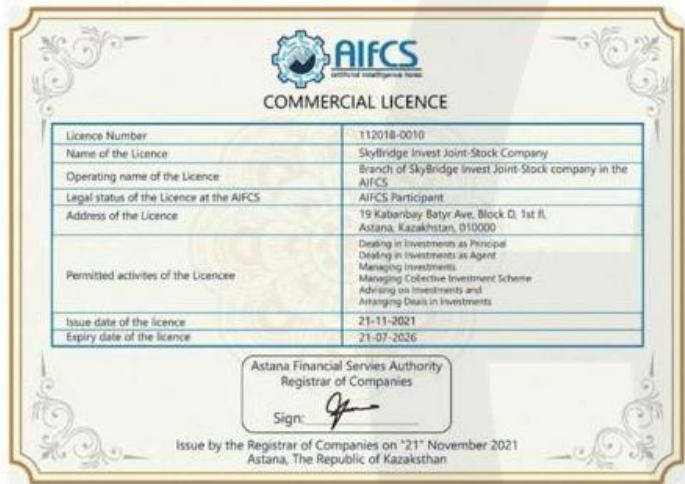 AIFCS
artificial intelligence forex
COMMERCIAL LICENCE
Licence Number 112018-0010
Name of the Licence SkyBridge Invest Joint-Stock Company
Operating name of the Licence Branch of SkyBridge Invest Joint-Stock company in the
AIFCS
Legal status of the Licence at the AIFCS AIFCS Participant
Address of the Licence 19 Kabanbay Batyr Ave, Block D, 1st fl,
Astana, Kazakhstan, 010000
Permitted activites of the Licencee Dealing in Investments as Principal
Dealing in Investments as Agent
Managing Investments
Managing Collective Investment Scheme
Advising on Investments and
Arranging Deals in Investments
Issue date of the licence 21-11-2021
Expiry date of the licence 21-07-2026
Astana Financial Servies Authority
Registrar of Companies
Sign:
Issue by the Registrar of Companies on "21" November 2021
Astana, The Republic of Kazaksthan